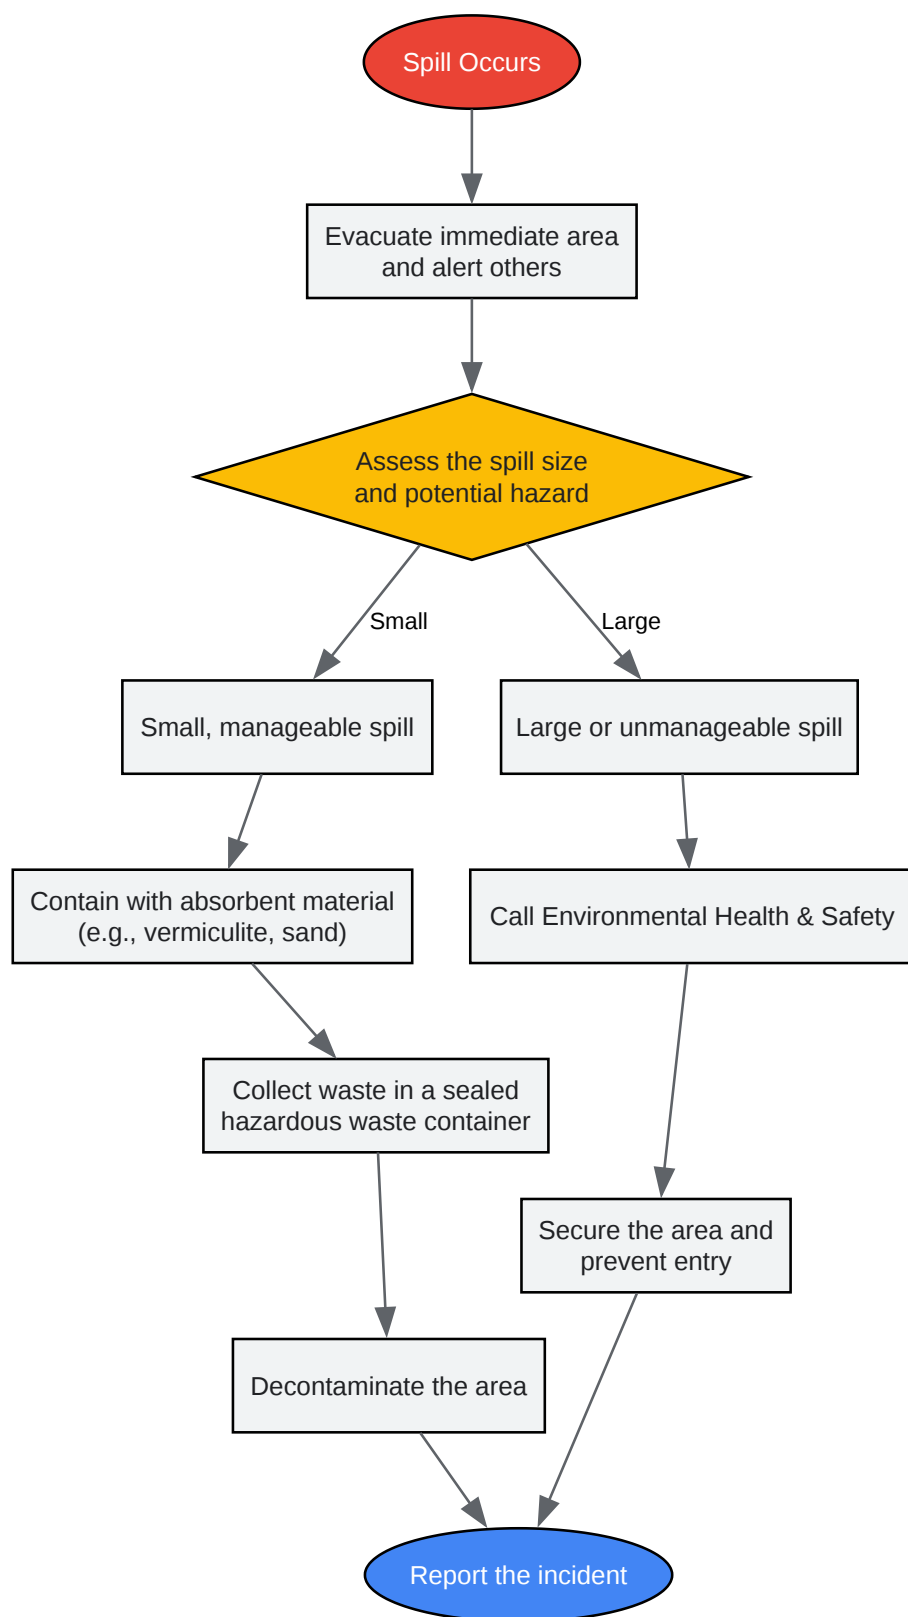 Spill Occurs
Evacuate immediate area
and alert others
Assess the spill size
and potential hazard
Small
Large
Small, manageable spill
Large or unmanageable spill
Contain with absorbent material
(e.g., vermiculite, sand)
Call Environmental Health & Safety
Collect waste in a sealed
hazardous waste container
Secure the area and
prevent entry
Decontaminate the area
Report the incident